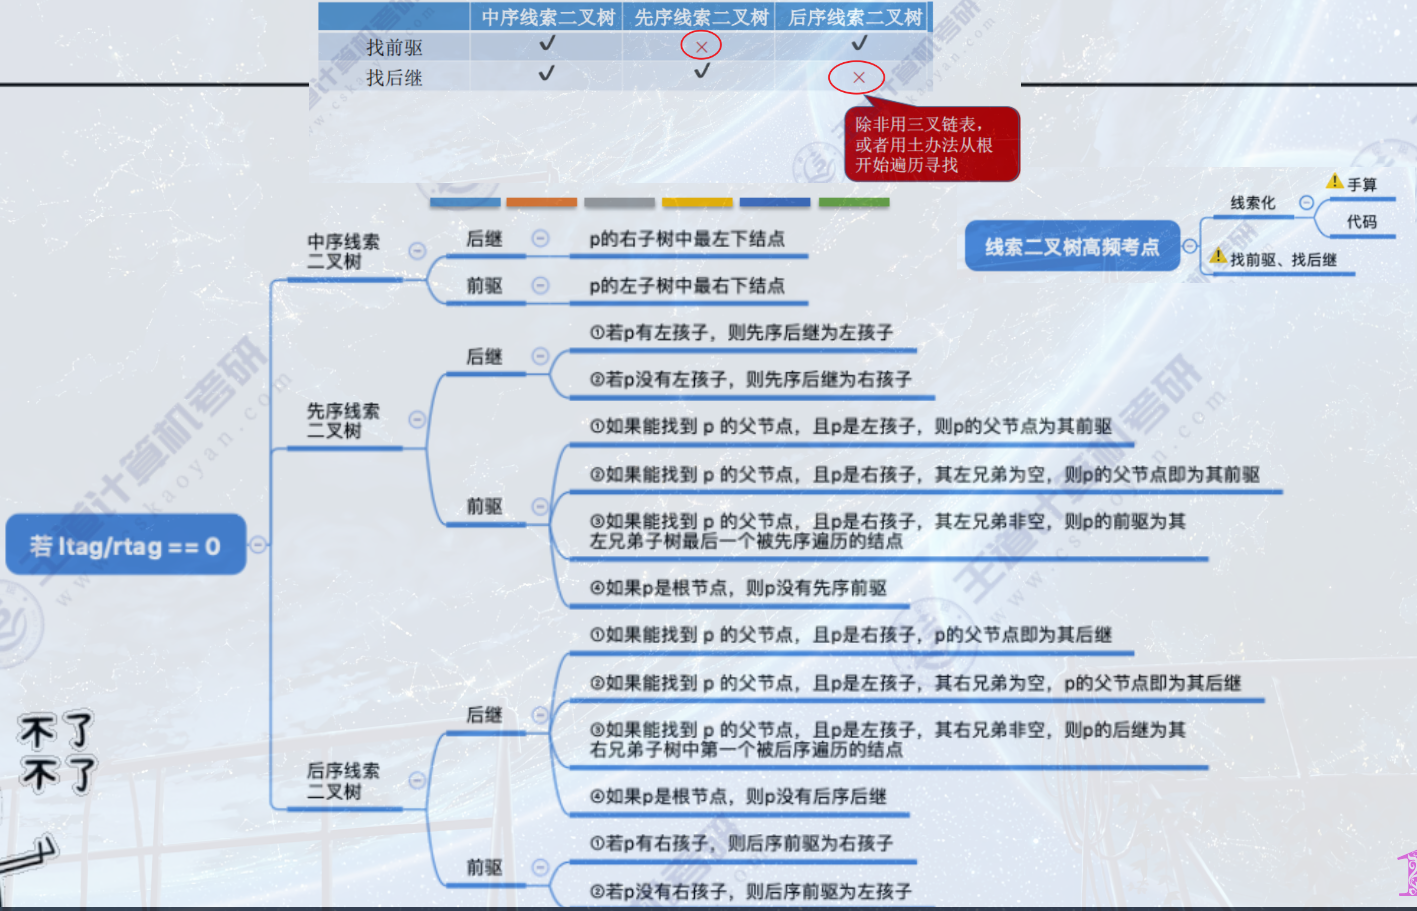 中序线索二叉树 先序线索二叉树 后序线索二叉树
找前驱 ✓ × ✓
找后继 ✓ ✓ ×
除非用三叉链表，
或者用土办法从根
开始遍历寻找
线索二叉树高频考点
线索化
手算
代码
找前驱、找后继
若 ltag/rtag == 0
中序线索
二叉树
后继
p的右子树中最左下结点
前驱
p的左子树中最右下结点
先序线索
二叉树
后继
①若p有左孩子，则先序后继为左孩子
②若p没有左孩子，则先序后继为右孩子
前驱
①如果能找到 p 的父节点，且p是左孩子，则p的父节点为其前驱
②如果能找到 p 的父节点，且p是右孩子，其左兄弟为空，则p的父节点即为其前驱
③如果能找到 p 的父节点，且p是右孩子，其左兄弟非空，则p的前驱为其
左兄弟子树最后一个被先序遍历的结点
④如果p是根节点，则p没有先序前驱
后序线索
二叉树
后继
①如果能找到 p 的父节点，且p是右孩子，p的父节点即为其后继
②如果能找到 p 的父节点，且p是左孩子，其右兄弟为空，p的父节点即为其后继
③如果能找到 p 的父节点，且p是左孩子，其右兄弟非空，则p的后继为其
右兄弟子树中第一个被后序遍历的结点
④如果p是根节点，则p没有后序后继
前驱
①若p有右孩子，则后序前驱为右孩子
②若p没有右孩子，则后序前驱为左孩子
不了
不了
王道计算机考研
www.cskaoyan.com
王道计算机考研
www.cskaoyan.com